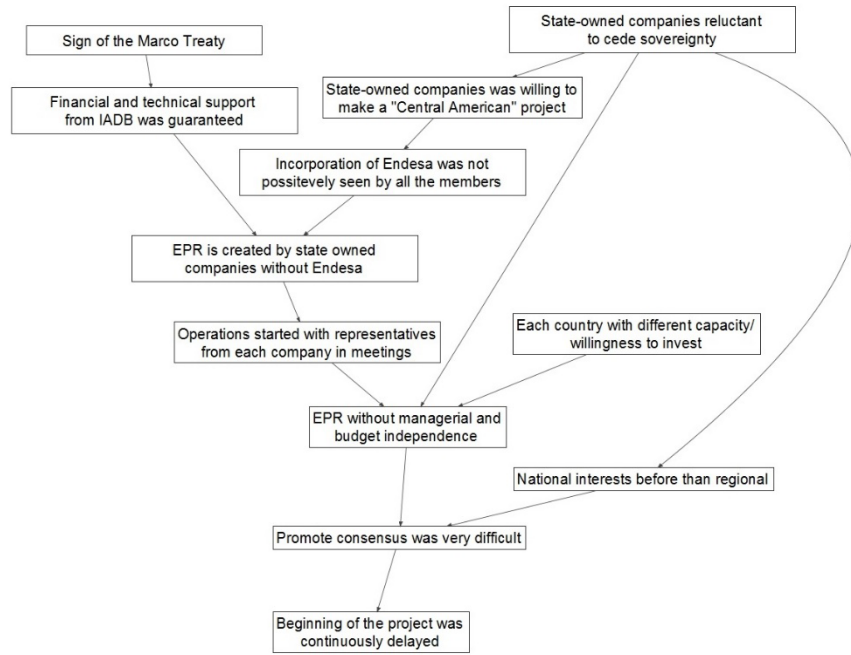 State-owned companies reluctant
to cede sovereignty
Sign of the Marco Treaty
State-owned companies was willing to
make a "Central American" project
Financial and technical support
from IADB was guaranteed
Incorporation of Endesa was not
possitevely seen by all the members
EPR is created by state owned
companies without Endesa
Operations started with representatives
from each company in meetings
Each country with different capacity/
willingness to invest
EPR without managerial and
budget independence
National interests before than regional
Promote consensus was very difficult
Beginning of the project was
continuously delayed